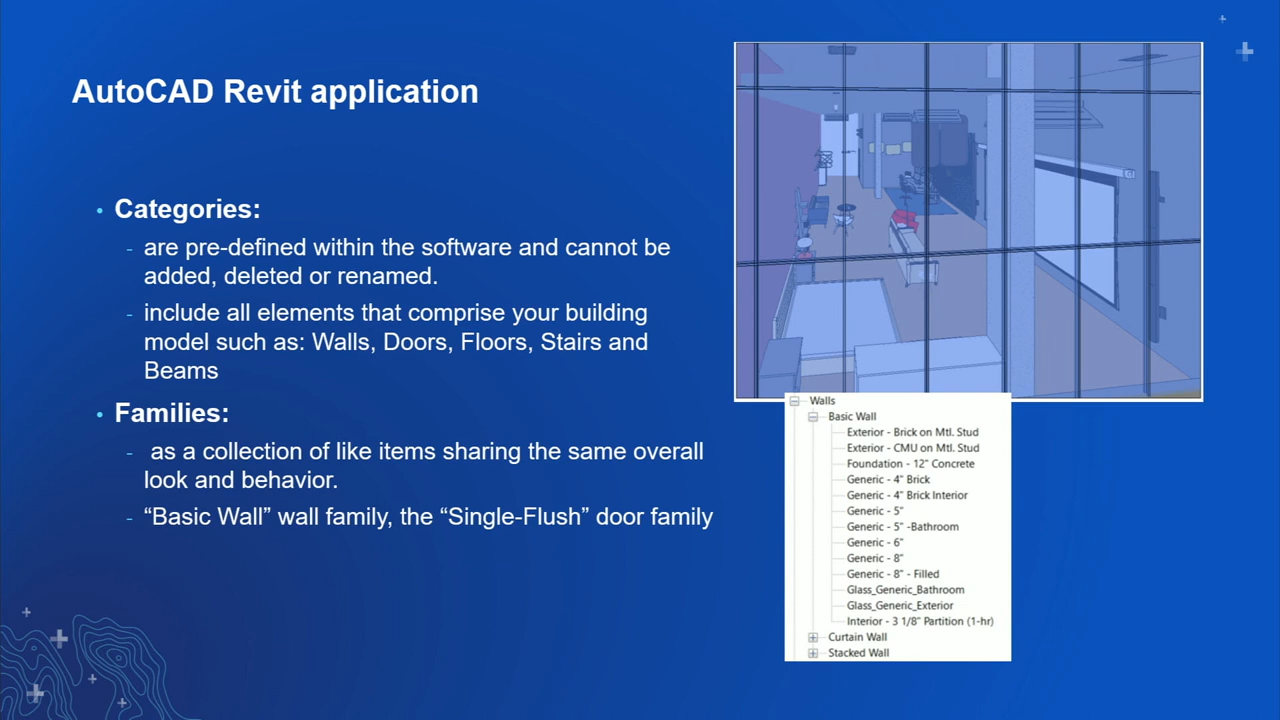 AutoCAD Revit application
• Categories:
- are pre-defined within the software and cannot be
added, deleted or renamed.
- include all elements that comprise your building
model such as: Walls, Doors, Floors, Stairs and
Beams
• Families:
- as a collection of like items sharing the same overall
look and behavior.
- “Basic Wall” wall family, the “Single-Flush” door family
Walls
Basic Wall
Exterior - Brick on Mtl. Stud
Exterior - CMU on Mtl. Stud
Foundation - 12" Concrete
Generic - 4" Brick
Generic - 4" Brick Interior
Generic - 5"
Generic - 5" -Bathroom
Generic - 6"
Generic - 8"
Generic - 8" - Filled
Glass_Generic_Bathroom
Glass_Generic_Exterior
Interior - 3 1/8" Partition (1-hr)
Curtain Wall
Stacked Wall